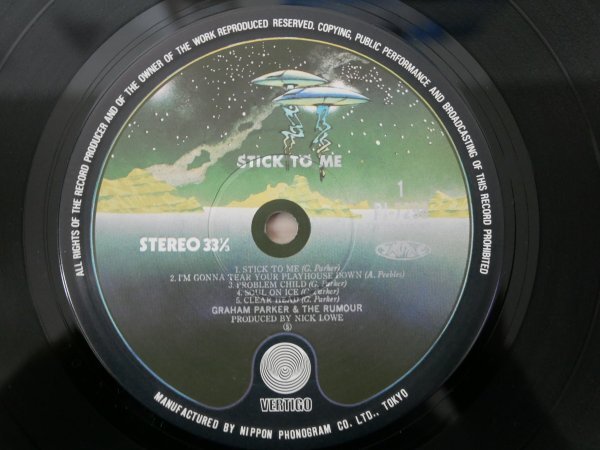 ALL RIGHTS OF THE RECORD PRODUCER AND OF THE OWNER OF THE WORK REPRODUCED RESERVED. COPYING, PUBLIC PERFORMANCE AND BROADCASTING OF THIS RECORD PROHIBITED
STICK TO ME
1
STEREO 33⅓
1. STICK TO ME (G. Parker)
2. I'M GONNA TEAR YOUR PLAYHOUSE DOWN (A. Peebles)
3. PROBLEM CHILD (G. Parker)
4. SOUL ON ICE (G. Parker)
5. CLEAR HEAD (G. Parker)
GRAHAM PARKER & THE RUMOUR
PRODUCED BY NICK LOWE
VERTIGO
MANUFACTURED BY NIPPON PHONOGRAM CO. LTD., TOKYO